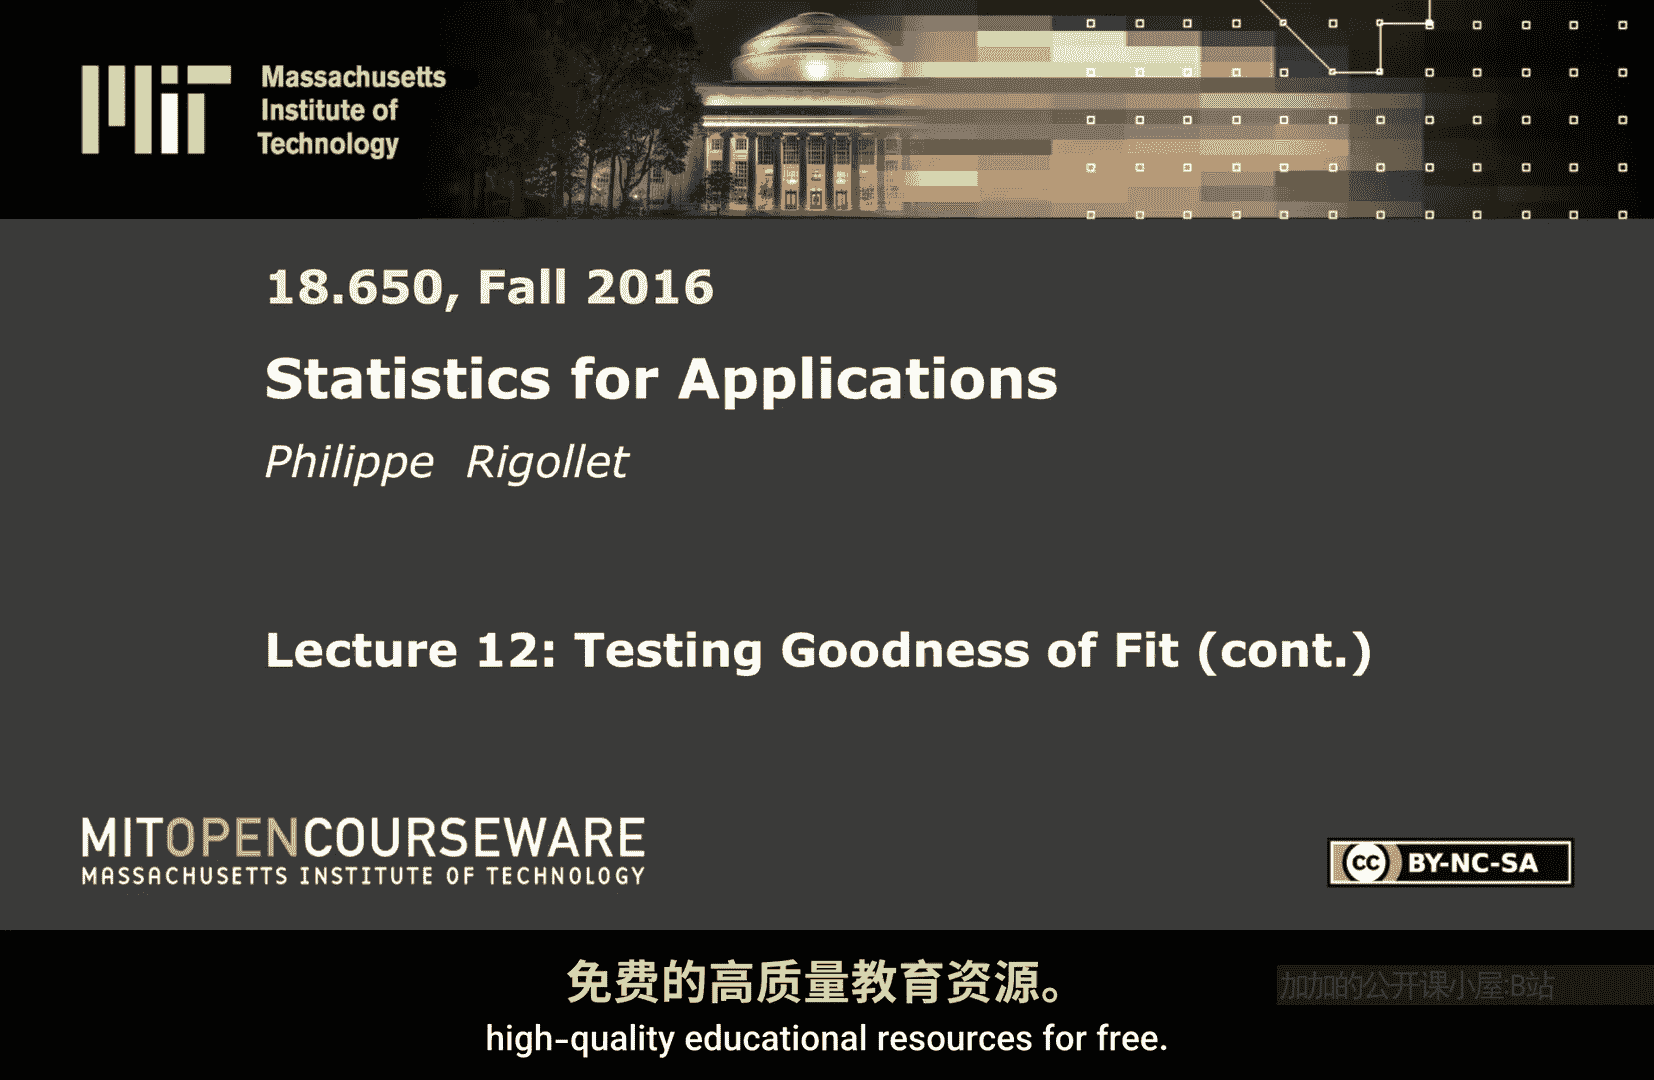 Massachusetts
Institute of
Technology
18.650, Fall 2016
Statistics for Applications
Philippe Rigollet
Lecture 12: Testing Goodness of Fit (cont.)
MITOPENCOURSEWARE
MASSACHUSETTS INSTITUTE OF TECHNOLOGY
cc BY-NC-SA
免费的高质量教育资源。
加加的公开课小屋:B站
high-quality educational resources for free.